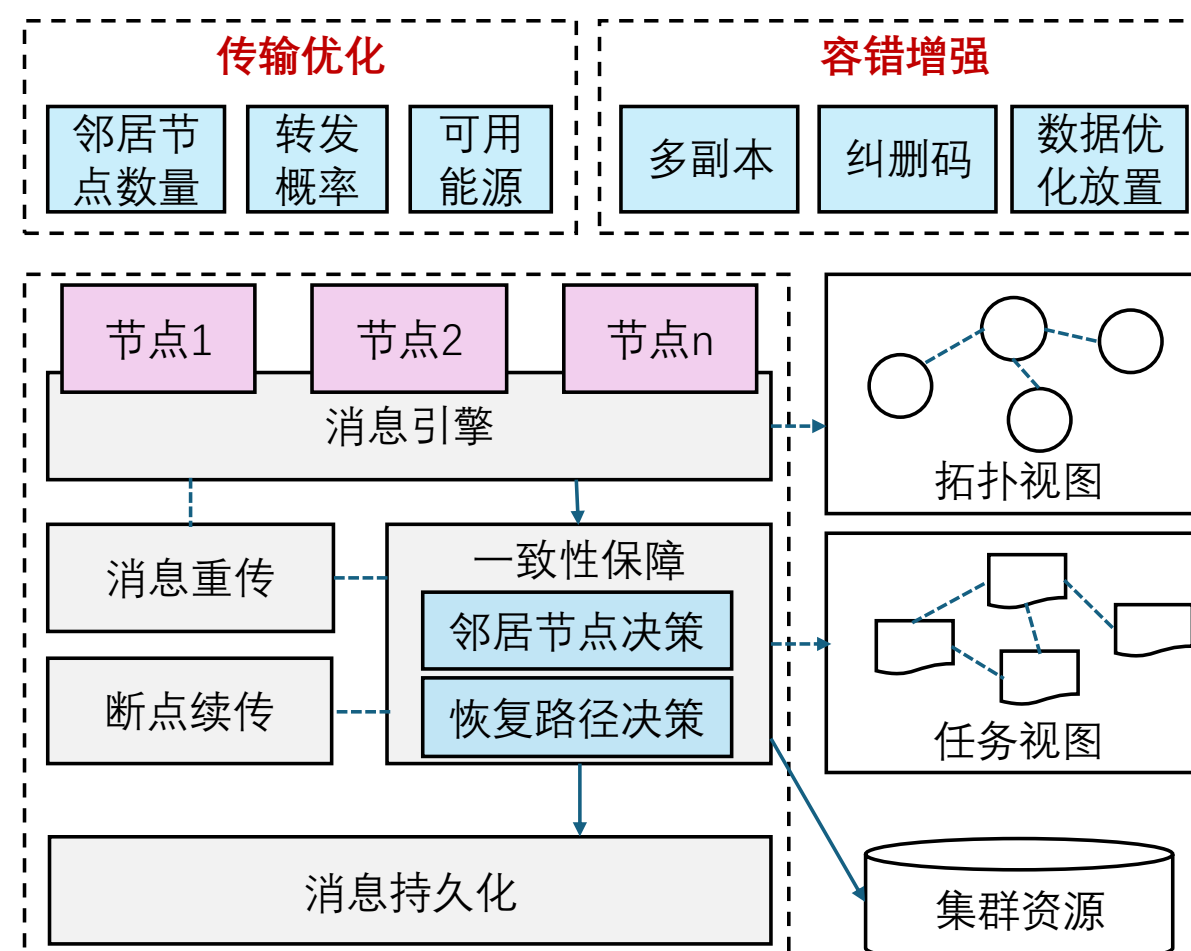 传输优化
邻居节
点数量
转发
概率
可用
能源
容错增强
多副本
纠删码
数据优
化放置
节点1
节点2
节点n
消息引擎
消息重传
断点续传
一致性保障
邻居节点决策
恢复路径决策
消息持久化
拓扑视图
任务视图
集群资源